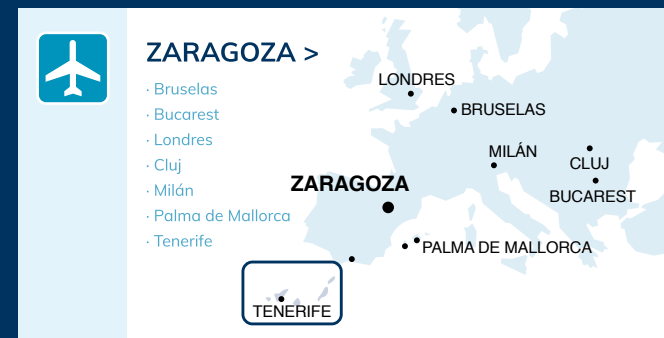 ZARAGOZA >
· Bruselas
· Bucarest
· Londres
· Cluj
· Milán
· Palma de Mallorca
· Tenerife
LONDRES
BRUSELAS
MILÁN
CLUJ
ZARAGOZA
BUCAREST
PALMA DE MALLORCA
TENERIFE